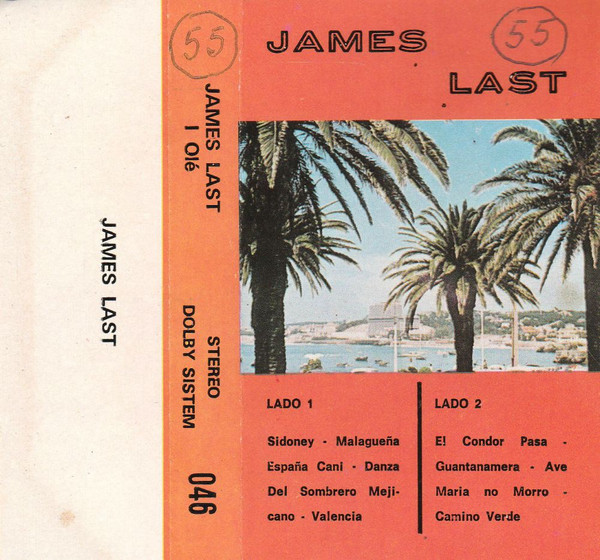 JAMES LAST
55
JAMES LAST
I Olé
STEREO
DOLBY SISTEM
046
JAMES
55
LAST
LADO 1
Sidoney - Malagueña
España Cani - Danza
Del Sombrero Meji-
cano - Valencia
LADO 2
El Condor Pasa -
Guantanamera - Ave
Maria no Morro -
Camino Verde